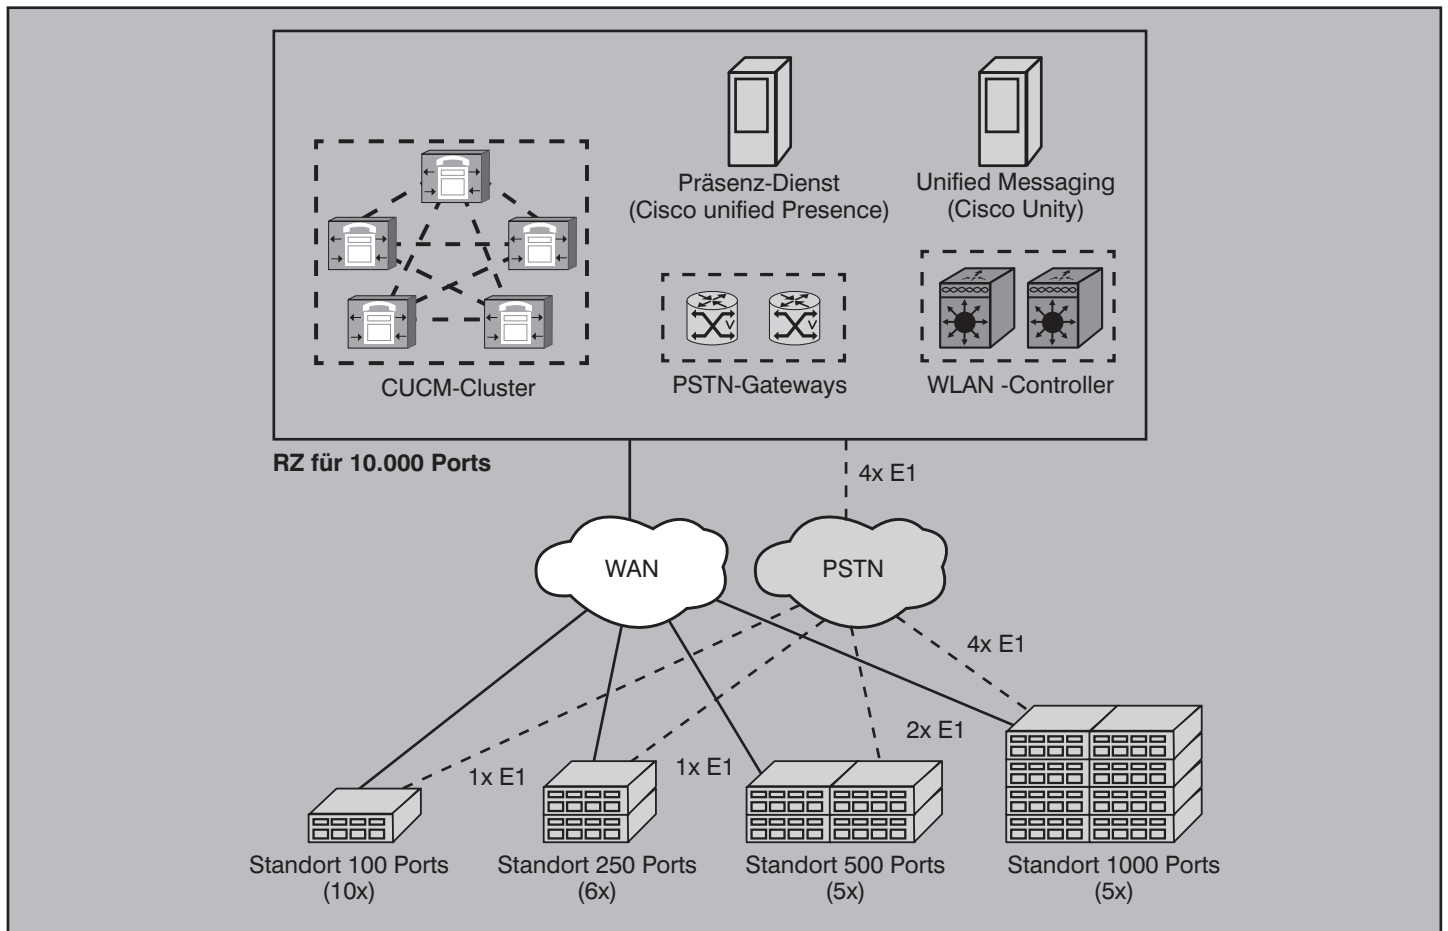 Präsenz-Dienst
(Cisco unified Presence)
Unified Messaging
(Cisco Unity)
CUCM-Cluster
V
V
PSTN-Gateways
WLAN -Controller
RZ für 10.000 Ports
4x E1
WAN
PSTN
4x E1
2x E1
1x E1
1x E1
Standort 100 Ports
(10x)
Standort 250 Ports
(6x)
Standort 500 Ports
(5x)
Standort 1000 Ports
(5x)